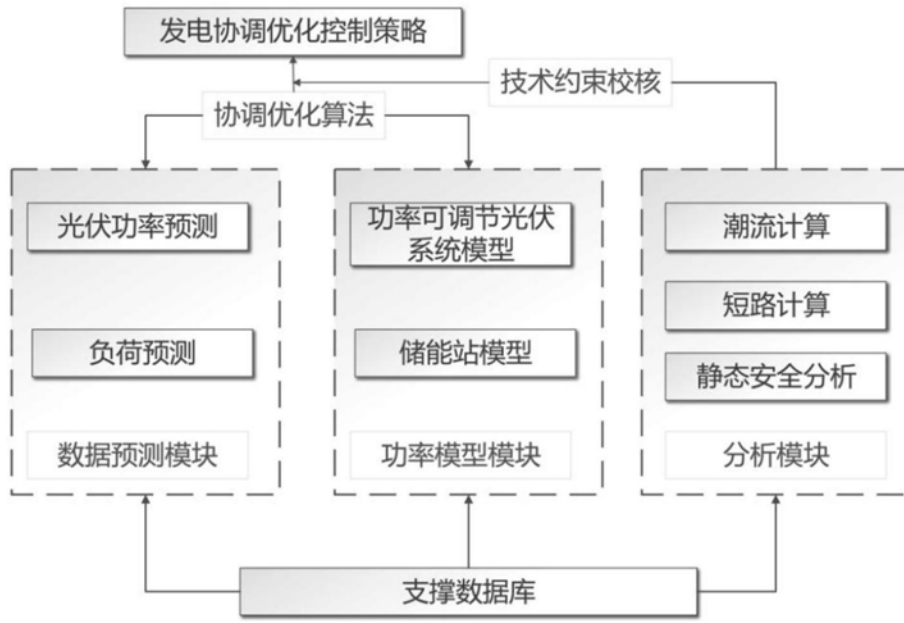 发电协调优化控制策略
技术约束校核
协调优化算法
光伏功率预测
功率可调节光伏
系统模型
潮流计算
短路计算
负荷预测
储能站模型
静态安全分析
数据预测模块
功率模型模块
分析模块
支撑数据库